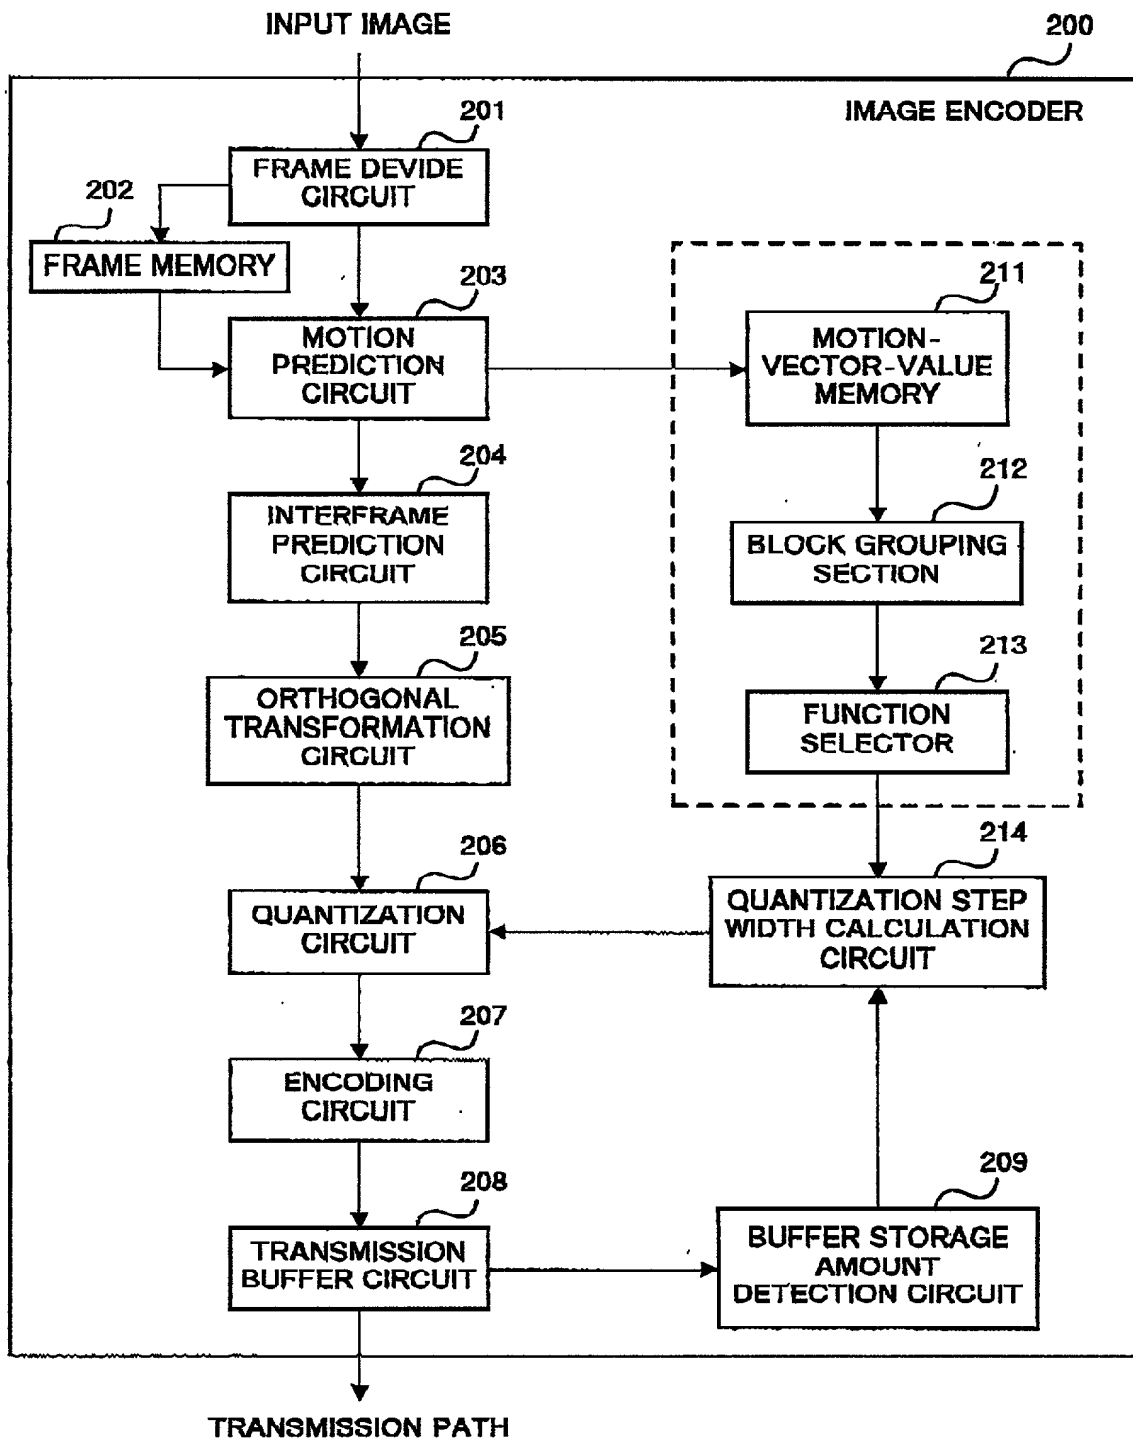 INPUT IMAGE
200
IMAGE ENCODER
201
FRAME DEVIDE
CIRCUIT
202
FRAME MEMORY
203
MOTION
PREDICTION
CIRCUIT
211
MOTION-
VECTOR-VALUE
MEMORY
204
INTERFRAME
PREDICTION
CIRCUIT
212
BLOCK GROUPING
SECTION
205
ORTHOGONAL
TRANSFORMATION
CIRCUIT
213
FUNCTION
SELECTOR
206
QUANTIZATION
CIRCUIT
214
QUANTIZATION STEP
WIDTH CALCULATION
CIRCUIT
207
ENCODING
CIRCUIT
208
TRANSMISSION
BUFFER CIRCUIT
209
BUFFER STORAGE
AMOUNT
DETECTION CIRCUIT
TRANSMISSION PATH